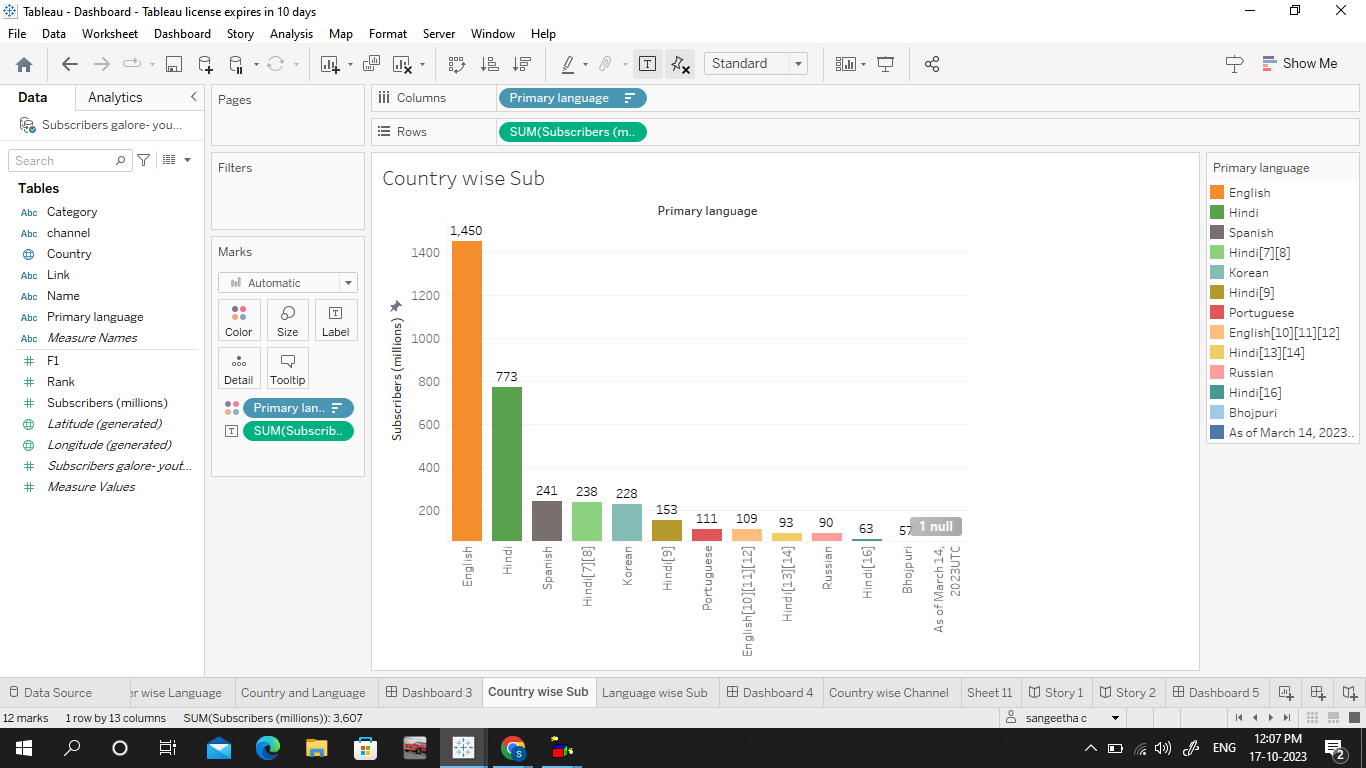 Tableau - Dashboard - Tableau license expires in 10 days
File Data Worksheet Dashboard Story Analysis Map Format Server Window Help
Standard
Show Me
Data Analytics
Subscribers galore- you...
Search
Tables
Abc Category
Abc channel
Country
Abc Link
Abc Name
Abc Primary language
Abc Measure Names
# F1
# Rank
# Subscribers (millions)
Latitude (generated)
Longitude (generated)
# Subscribers galore- yout...
# Measure Values
Pages
Filters
Marks
Automatic
Color Size Label
Detail Tooltip
Primary lan..
SUM(Subscrib..
Columns Primary language
Rows SUM(Subscribers (m..
Country wise Sub
Primary language
Subscribers (millions)
1400
1200
1000
800
600
400
200
1,450
773
241
238
228
153
111
109
93
90
63
57
1 null
English
Hindi
Spanish
Hindi[7][8]
Korean
Hindi[9]
Portuguese
English[10][11][12]
Hindi[13][14]
Russian
Hindi[16]
Bhojpuri
As of March 14,
2023UTC
Primary language
English
Hindi
Spanish
Hindi[7][8]
Korean
Hindi[9]
Portuguese
English[10][11][12]
Hindi[13][14]
Russian
Hindi[16]
Bhojpuri
As of March 14, 2023..
Data Source er wise Language Country and Language Dashboard 3 Country wise Sub Language wise Sub Dashboard 4 Country wise Channel Sheet 11 Story 1 Story 2 Dashboard 5
12 marks 1 row by 13 columns SUM(Subscribers (millions)): 3,607 sangeetha c
ENG
12:07 PM
17-10-2023
2